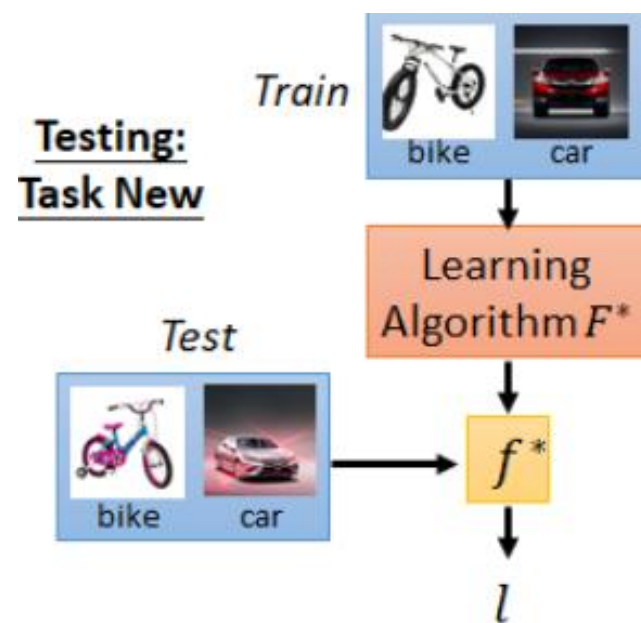 Train
bike car
Testing:
Task New
Learning
Algorithm F*
Test
bike car
f*
l